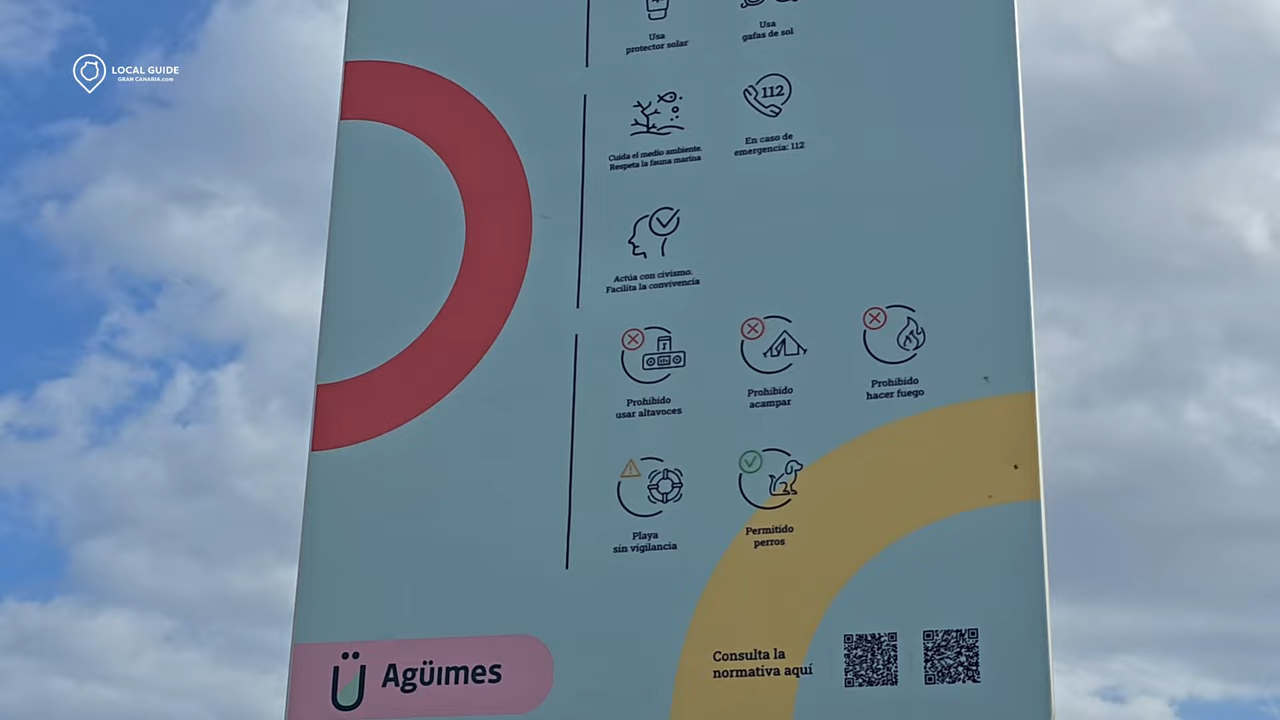 LOCAL GUIDE
GRAN CANARIA.com
Usa
protector solar
Usa
gafas de sol
Cuida el medio ambiente.
Respeta la fauna marina
112
En caso de
emergencia: 112
Actúa con civismo.
Facilita la convivencia
Prohibido
usar altavoces
Prohibido
acampar
Prohibido
hacer fuego
Playa
sin vigilancia
Permitido
perros
Consulta la
normativa aquí
Ü Agüimes